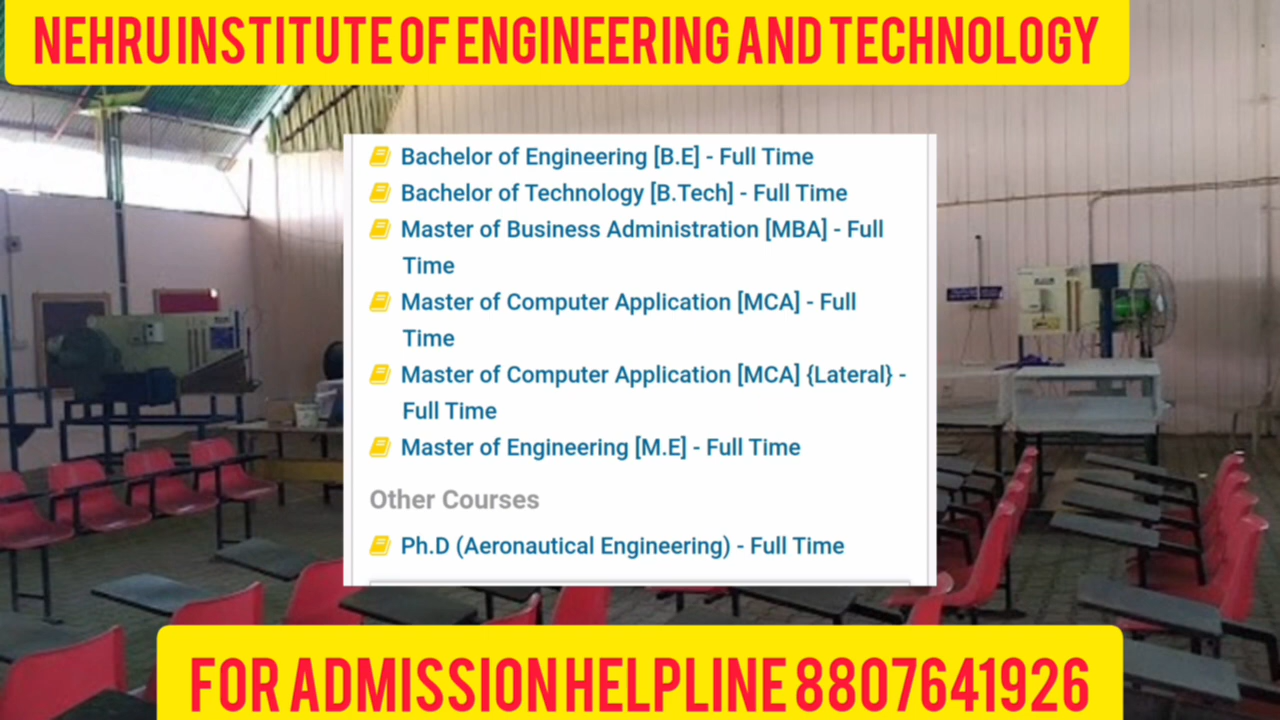 NEHRU INSTITUTE OF ENGINEERING AND TECHNOLOGY
Bachelor of Engineering [B.E] - Full Time
Bachelor of Technology [B.Tech] - Full Time
Master of Business Administration [MBA] - Full
Time
Master of Computer Application [MCA] - Full
Time
Master of Computer Application [MCA] {Lateral} -
Full Time
Master of Engineering [M.E] - Full Time
Other Courses
Ph.D (Aeronautical Engineering) - Full Time
FOR ADMISSION HELPLINE 8807641926